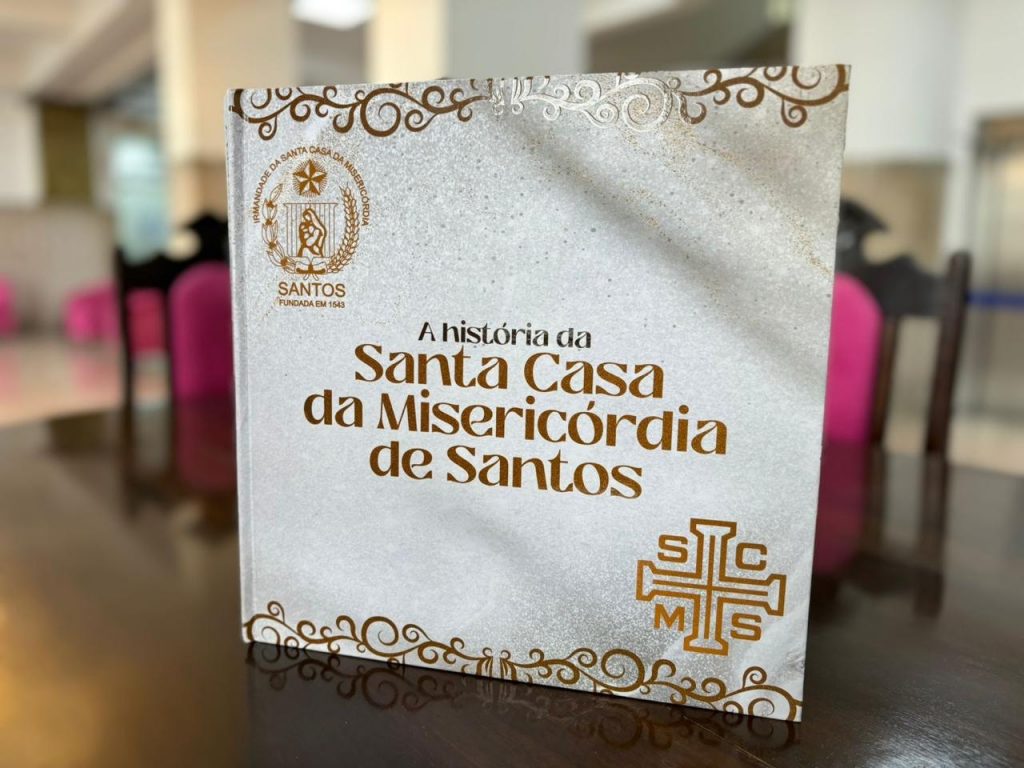 IRMANDADE DA SANTA CASA DA MISERICÓRDIA
SANTOS
FUNDADA EM 1543
A história da
Santa Casa
da Misericórdia
de Santos
S C
M S